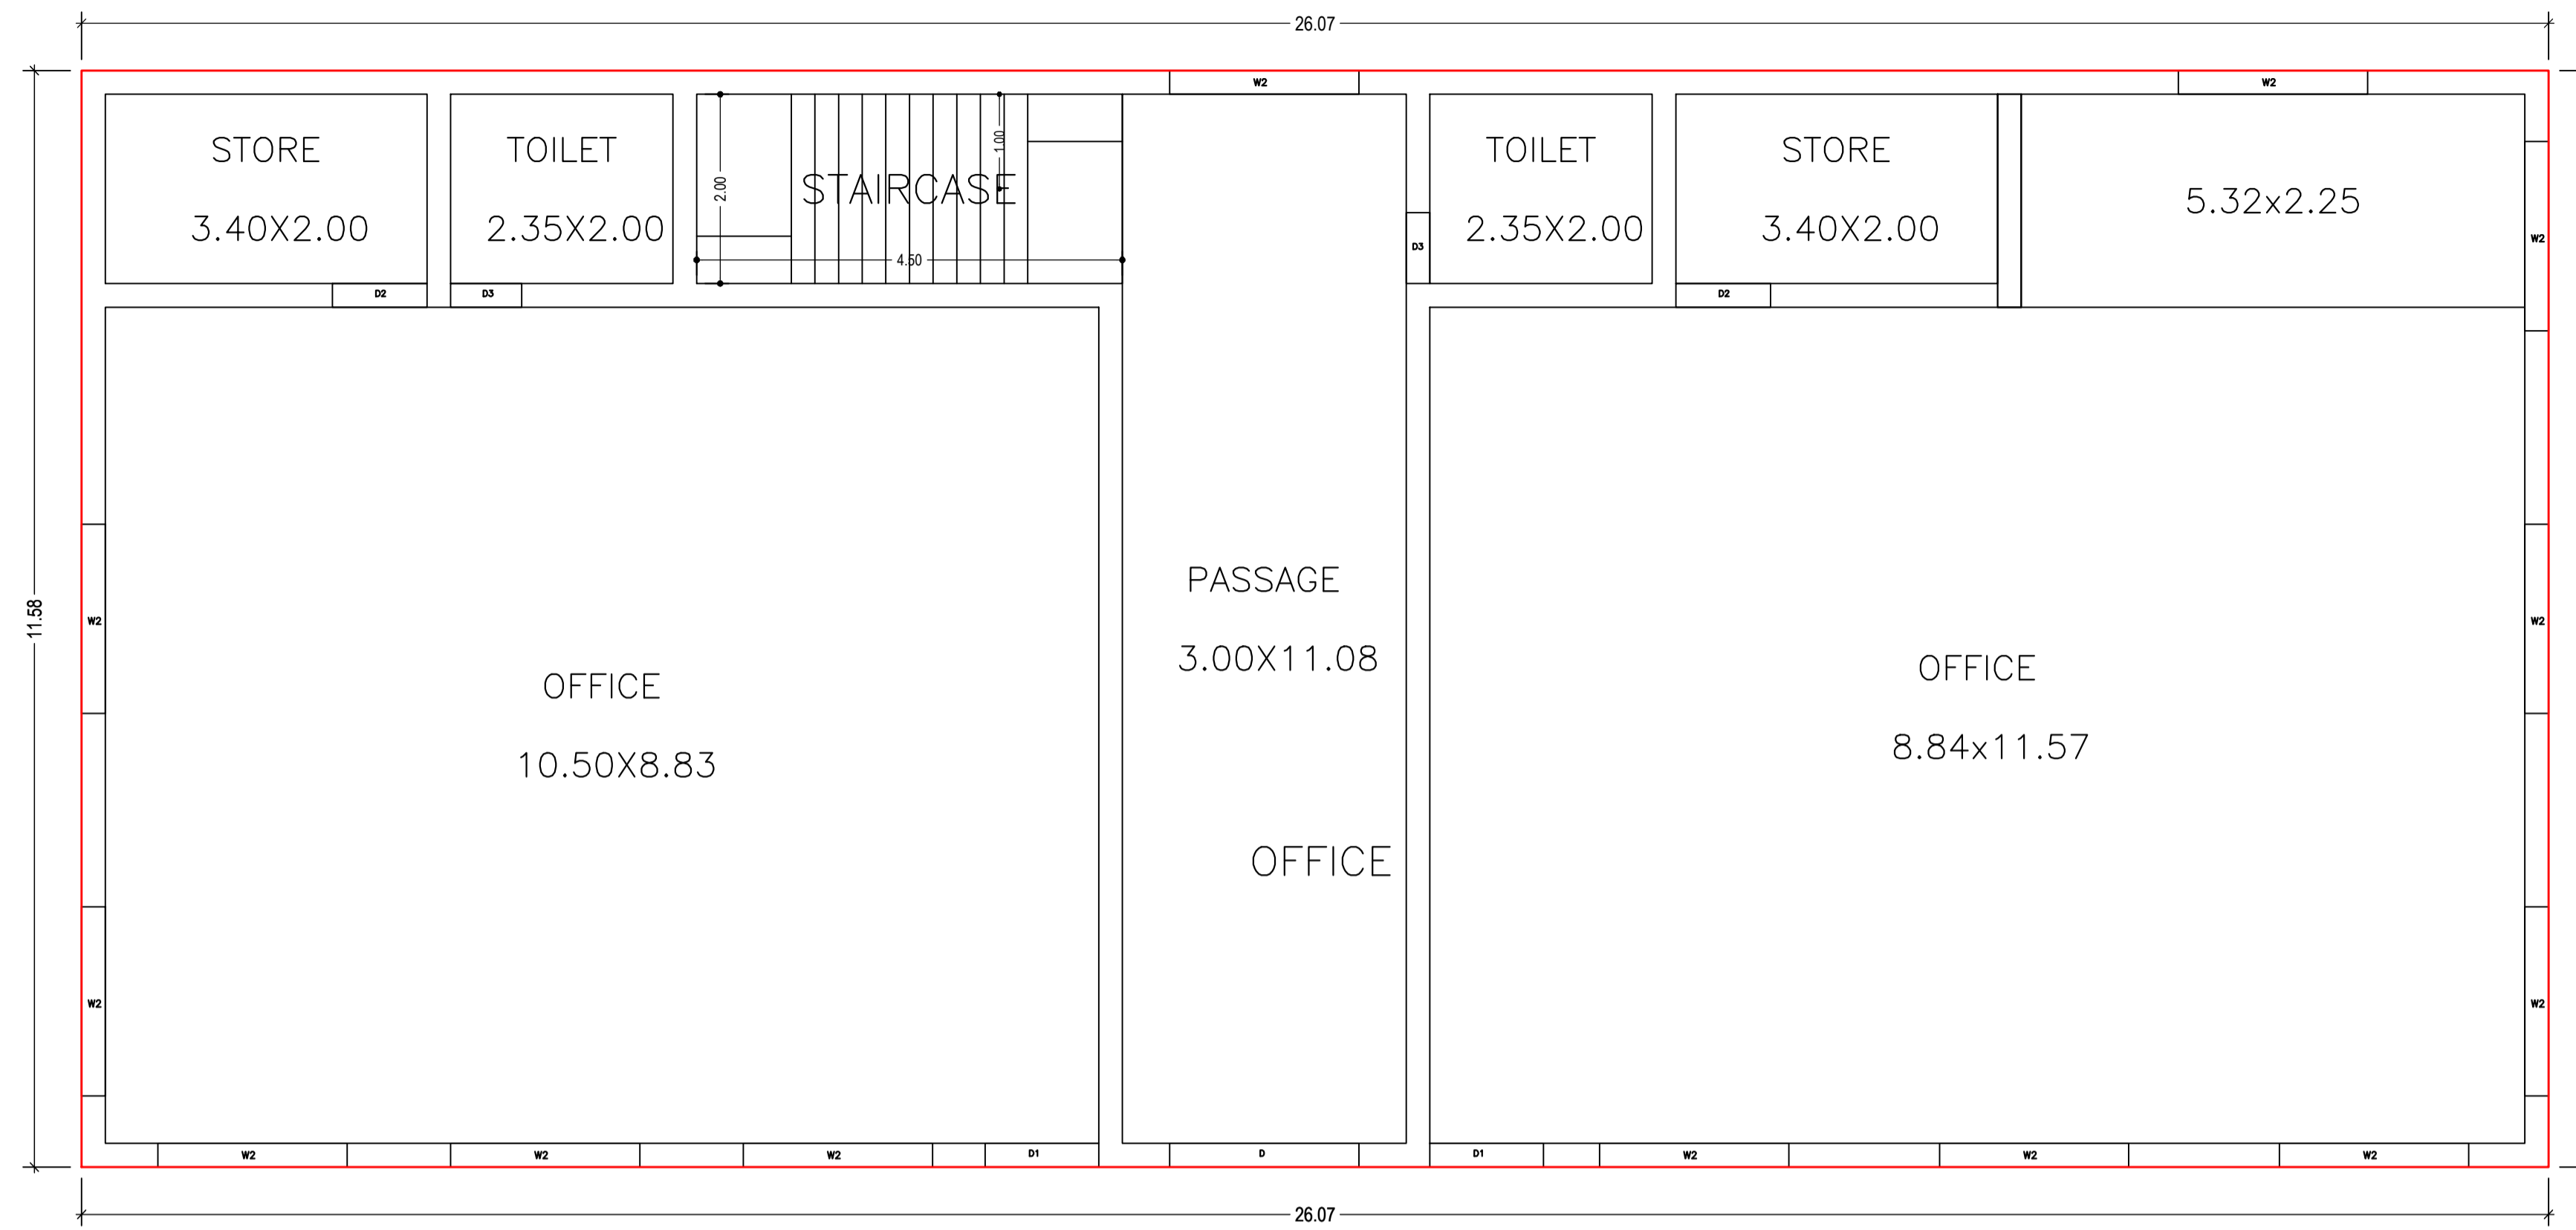 26.07
W2
W2
STORE
3.40X2.00
TOILET
2.35X2.00
2.00
STAIRCASE
1.00
4.50
TOILET
2.35X2.00
STORE
3.40X2.00
5.32x2.25
W2
D3
D2
D3
D2
11.58
W2
PASSAGE
3.00X11.08
W2
OFFICE
10.50X8.83
OFFICE
8.84x11.57
OFFICE
W2
W2
W2
W2
W2
D1
D
D1
W2
W2
W2
26.07